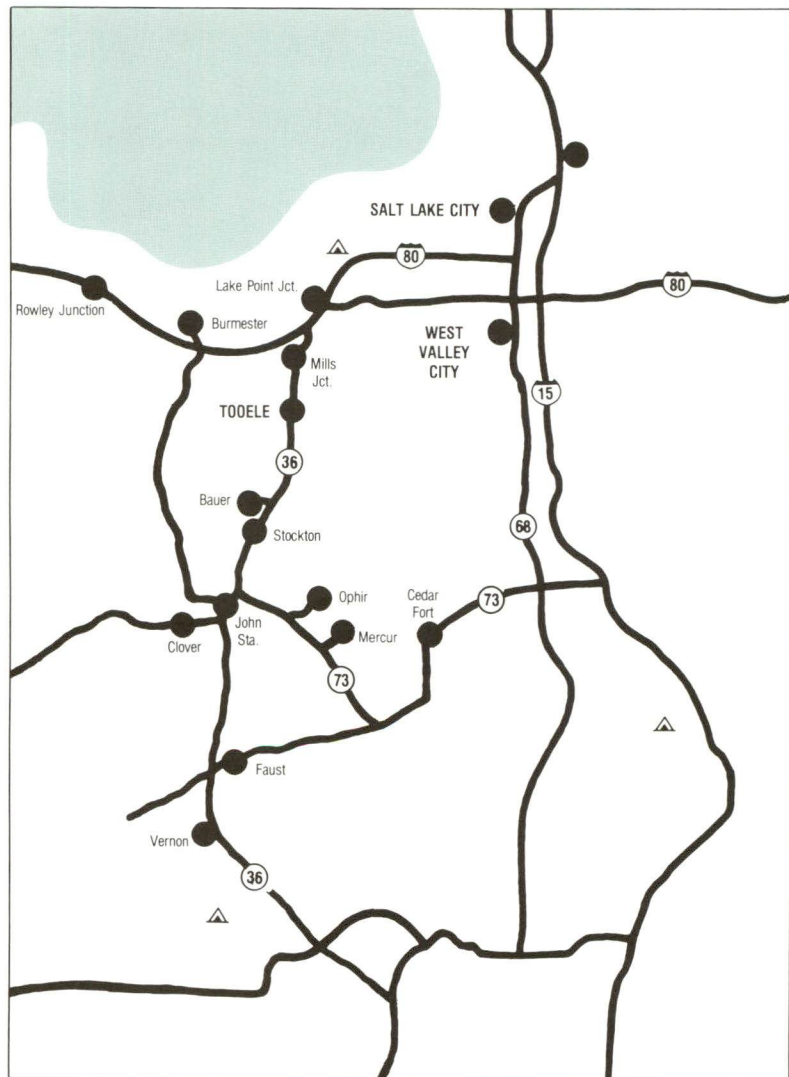 SALT LAKE CITY
80
Lake Point Jct.
80
Rowley Junction
Burmester
WEST
VALLEY
CITY
Mills
Jct.
15
TOOELE
36
Bauer
68
Stockton
Ophir
Cedar
Fort
73
John
Sta.
Clover
Mercur
73
Faust
Vernon
36